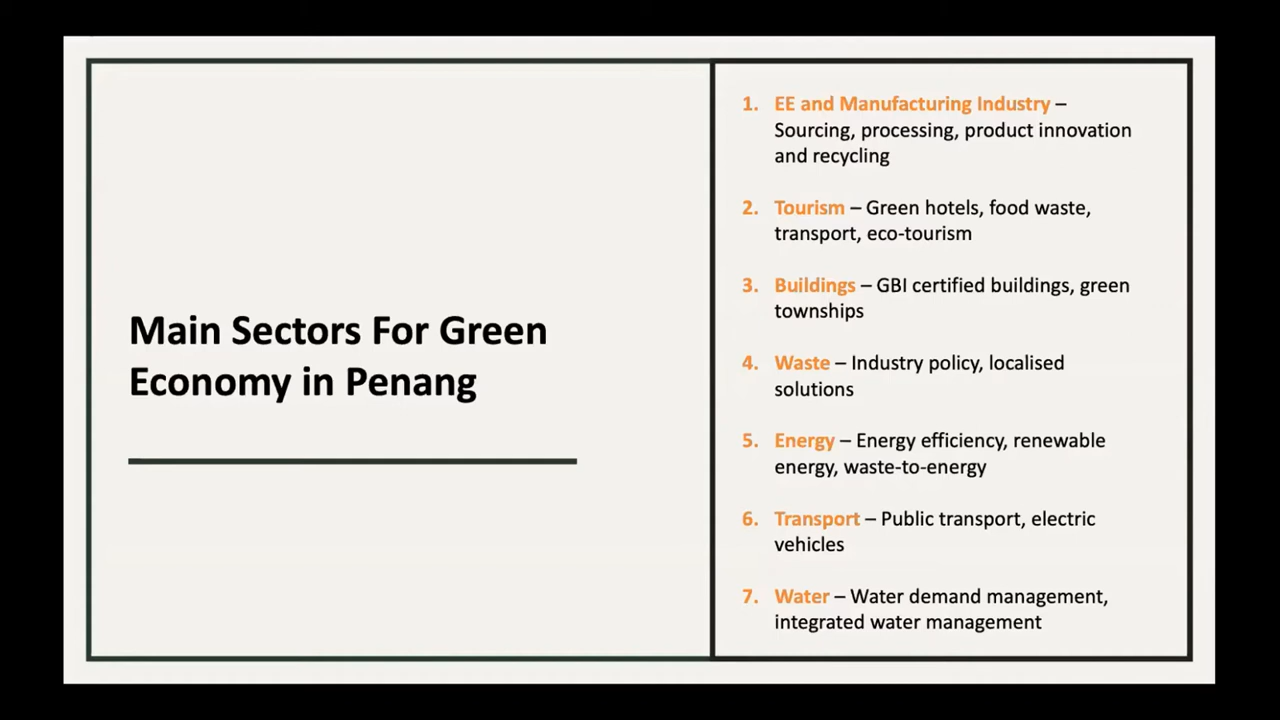 Main Sectors For Green
Economy in Penang
1. EE and Manufacturing Industry –
Sourcing, processing, product innovation
and recycling
2. Tourism – Green hotels, food waste,
transport, eco-tourism
3. Buildings – GBI certified buildings, green
townships
4. Waste – Industry policy, localised
solutions
5. Energy – Energy efficiency, renewable
energy, waste-to-energy
6. Transport – Public transport, electric
vehicles
7. Water – Water demand management,
integrated water management